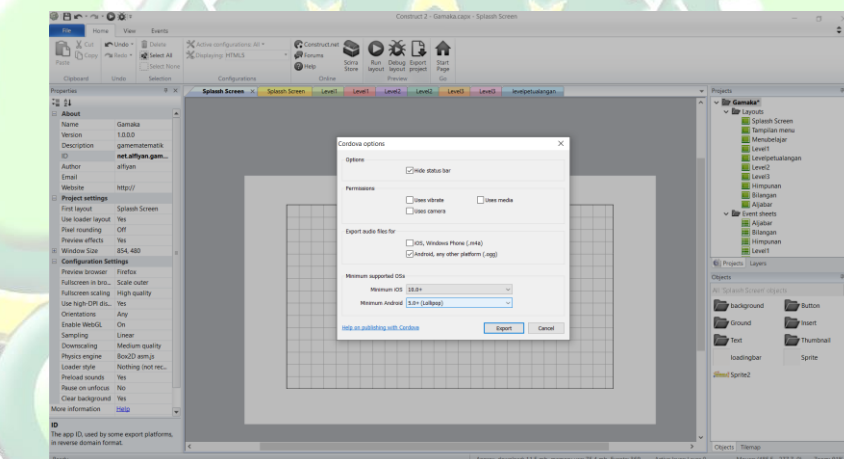 Construct 2 - Gamaka.capx - Splash Screen
File Home View Events
Paste
Cut
Copy
Undo
Redo
Delete
Select All
Select None
Active configurations: All
Displaying: HTML5
Construct.net
Forums
Help
Scirra Store
Run layout
Debug layout
Export project
Start Page
Clipboard Undo Selection Configurations Online Preview Go
Properties
Splash Screen Splash Screen Level1 Level1 Level2 Level2 Level3 Level3 levelpetualangan
Projects
About
Name Gamaka
Version 1.0.0.0
Description gamematematik
ID net.alfiyan.gam...
Author alfiyan
Email
Website http://
Project settings
First layout Splash Screen
Use loader layout Yes
Pixel rounding Off
Preview effects Yes
Window Size 854, 480
Configuration Settings
Preview browser Firefox
Fullscreen in bro... Scale outer
Fullscreen scaling High quality
Use high-DPI dis... Yes
Orientations Any
Enable WebGL On
Sampling Linear
Downscaling Medium quality
Physics engine Box2D asm.js
Loader style Nothing (not rec...
Preload sounds Yes
Pause on unfocus No
Clear background Yes
More information Help
ID
The app ID, used by some export platforms,
in reverse domain format.
Cordova options
Options
Hide status bar
Permissions
Uses vibrate Uses media
Uses camera
Export audio files for
iOS, Windows Phone (.m4a)
Android, any other platform (.ogg)
Minimum supported OSs
Minimum iOS 10.0+
Minimum Android 5.0+ (Lollipop)
Help on publishing with Cordova Export Cancel
Gamaka*
Layouts
Splassh Screen
Tampilan menu
Menubelajar
Level1
Levelpetualangan
Level2
Level3
Himpunan
Bilangan
Aljabar
Event sheets
Aljabar
Bilangan
Himpunan
Level1
Projects Layers
Objects
All 'Splassh Screen' objects
background Button
Ground Insert
Text Thumbnail
loadingbar Sprite
Sprite2
Objects Tilemap